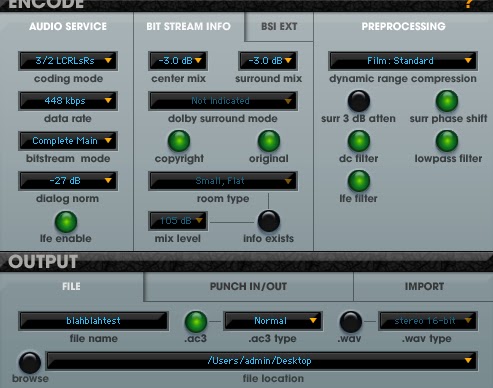 ENCODE ?
AUDIO SERVICE
3/2 LCRLsRs
coding mode
448 kbps
data rate
Complete Main
bitstream mode
-27 dB
dialog norm
lfe enable
BIT STREAM INFO
BSI EXT
-3.0 dB
center mix
-3.0 dB
surround mix
Not Indicated
dolby surround mode
copyright
original
Small, Flat
room type
105 dB
mix level
info exists
PREPROCESSING
Film: Standard
dynamic range compression
surr 3 dB atten
surr phase shift
dc filter
lowpass filter
lfe filter
OUTPUT
FILE
PUNCH IN/OUT
IMPORT
blahblahtest
file name
.ac3
Normal
.ac3 type
.wav
stereo 16-bit
.wav type
browse
/Users/admin/Desktop
file location